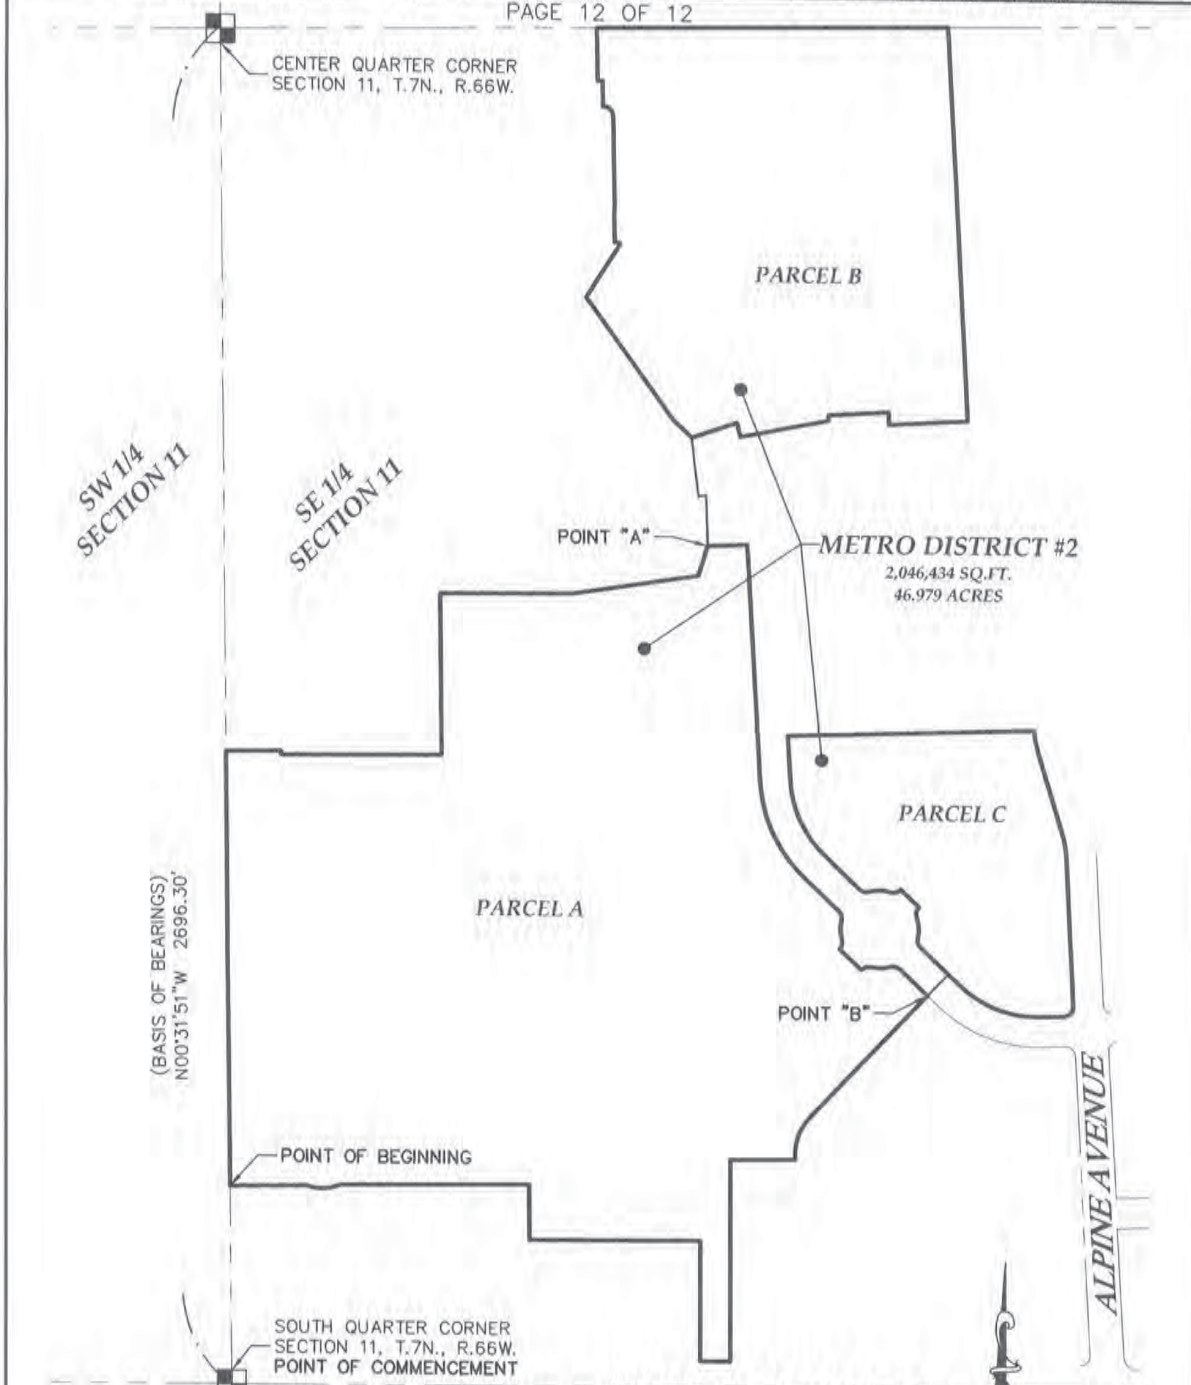 PAGE 12 OF 12
CENTER QUARTER CORNER
SECTION 11, T.7N., R.66W.
PARCEL B
SW 1/4
SECTION 11
SE 1/4
SECTION 11
POINT "A"
METRO DISTRICT #2
2,046,434 SQ.FT.
46.979 ACRES
PARCEL C
PARCEL A
(BASIS OF BEARINGS)
N00°31'51"W 2696.30'
POINT "B"
ALPINE AVENUE
POINT OF BEGINNING
SOUTH QUARTER CORNER
SECTION 11, T.7N., R.66W.
POINT OF COMMENCEMENT